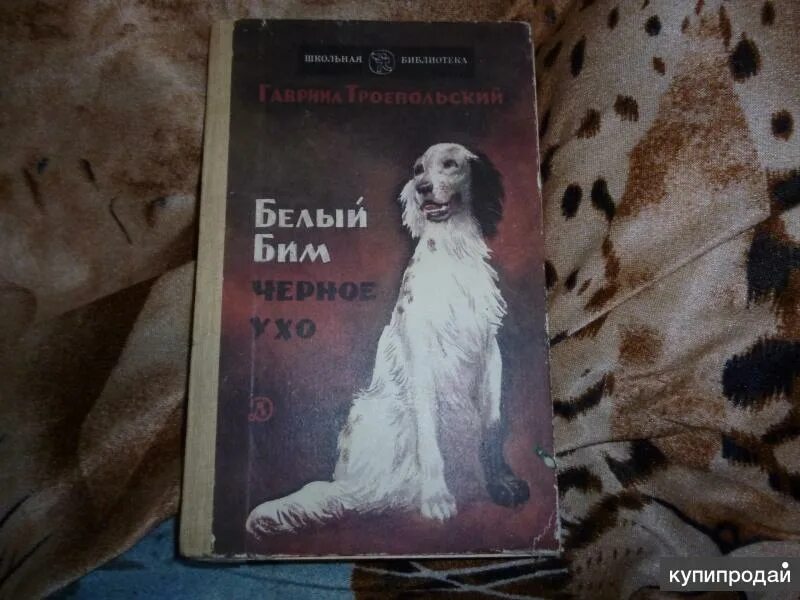 ШКОЛЬНАЯ БИБЛИОТЕКА
ГАВРИИЛ ТРОЕПОЛЬСКИЙ
БЕЛЫЙ
БИМ
ЧЕРНОЕ
УХО
купипродай